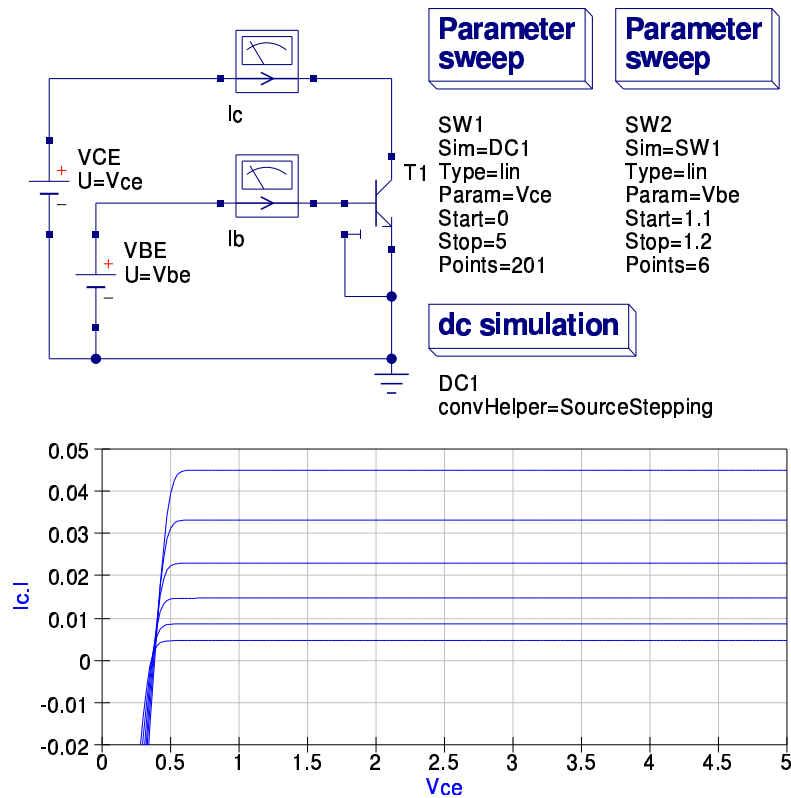 Parameter
sweep
Parameter
sweep
Ic
SW1
Sim=DC1
Type=lin
Param=Vce
Start=0
Stop=5
Points=201
SW2
Sim=SW1
Type=lin
Param=Vbe
Start=1.1
Stop=1.2
Points=6
VCE
U=Vce
+
−
T1
Ib
VBE
U=Vbe
+
−
dc simulation
DC1
convHelper=SourceStepping
0.05
0.04
0.03
0.02
0.01
0
-0.01
-0.02
Ic.I
0 0.5 1 1.5 2 2.5 3 3.5 4 4.5 5
Vce